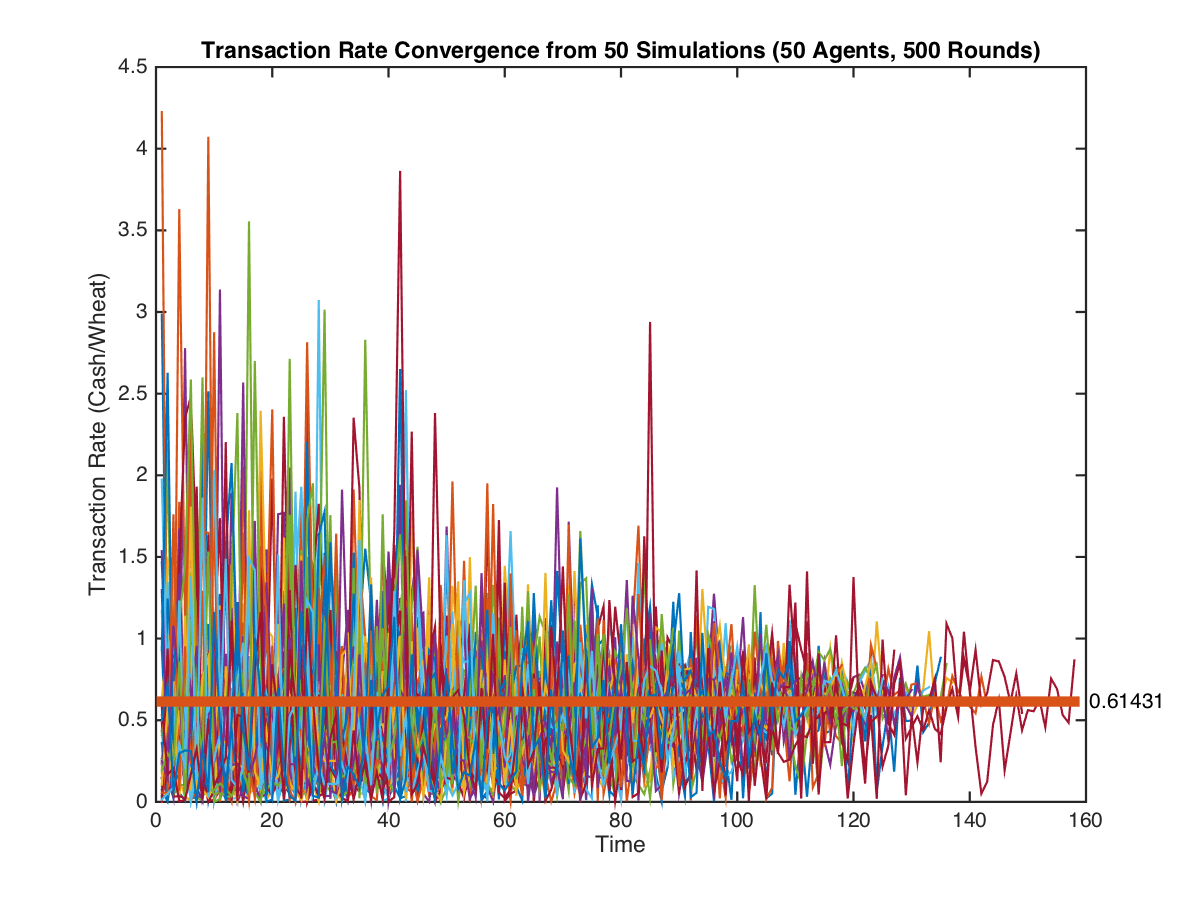 Transaction Rate Convergence from 50 Simulations (50 Agents, 500 Rounds)
4.5
4
3.5
3
2.5
2
1.5
1
0.5
0
Transaction Rate (Cash/Wheat)
0.61431
0 20 40 60 80 100 120 140 160
Time